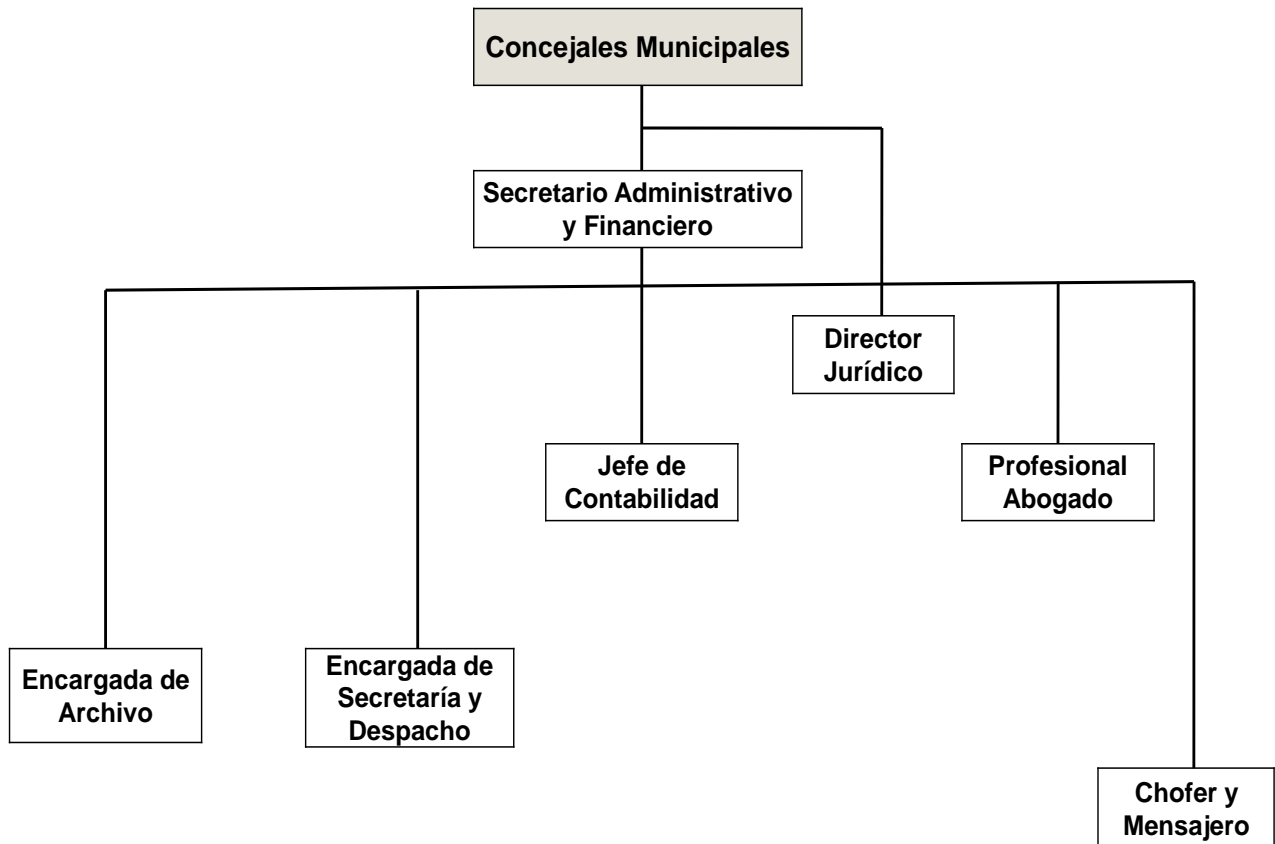 Concejales Municipales
Secretario Administrativo
y Financiero
Director
Jurídico
Jefe de
Contabilidad
Profesional
Abogado
Encargada de
Archivo
Encargada de
Secretaría y
Despacho
Chofer y
Mensajero